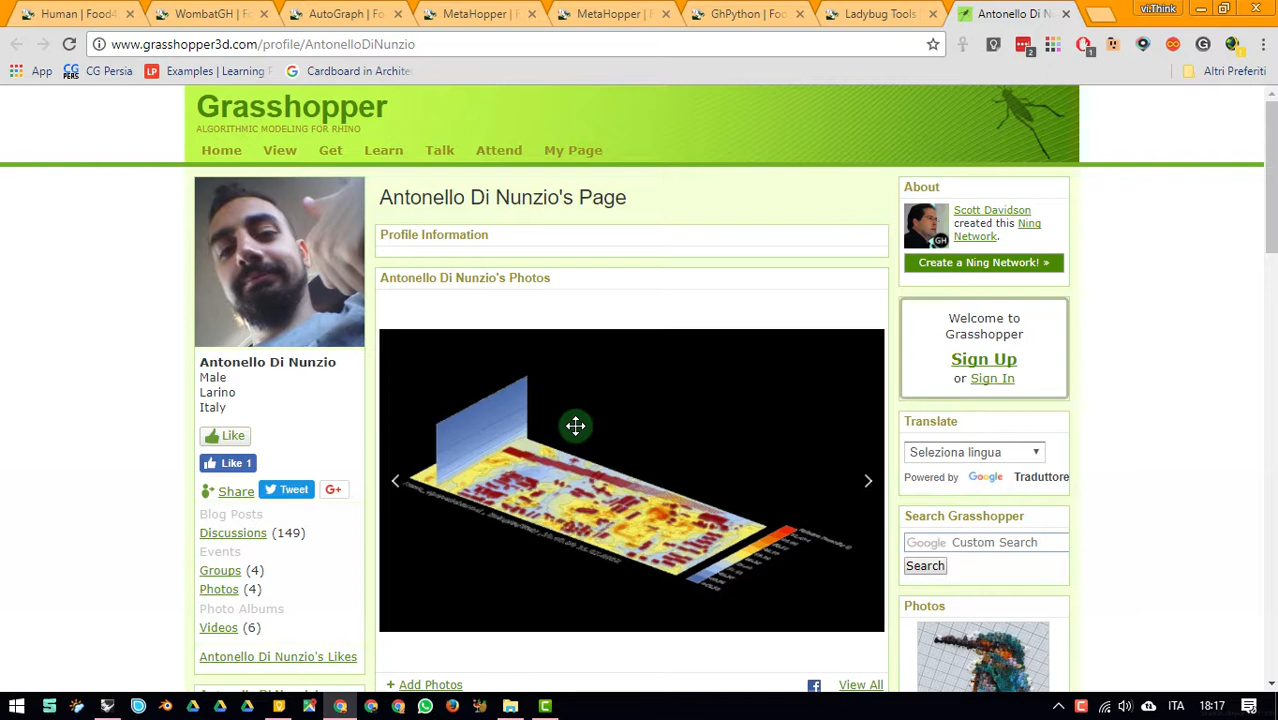 Human | Food4
WombatGH | F
AutoGraph | Fo
MetaHopper | F
MetaHopper | F
GhPython | Foo
Ladybug Tools |
Antonello Di N
vi:Think
www.grasshopper3d.com/profile/AntonelloDiNunzio
2
1
App
CG Persia
Examples | Learning
Cardboard in Archite
Altri Preferiti
Grasshopper
ALGORITHMIC MODELING FOR RHINO
Home View Get Learn Talk Attend My Page
Antonello Di Nunzio
Male
Larino
Italy
Like
Like 1
Share
Tweet
G+
Blog Posts
Discussions (149)
Events
Groups (4)
Photos (4)
Photo Albums
Videos (6)
Antonello Di Nunzio's Likes
Antonello Di Nunzio's Page
Profile Information
Antonello Di Nunzio's Photos
+ Add Photos
View All
About
GH
Scott Davidson
created this Ning
Network.
Create a Ning Network! »
Welcome to
Grasshopper
Sign Up
or Sign In
Translate
Seleziona lingua
Powered by Google Traduttore
Search Grasshopper
Google Custom Search
Search
Photos
ITA
18:17